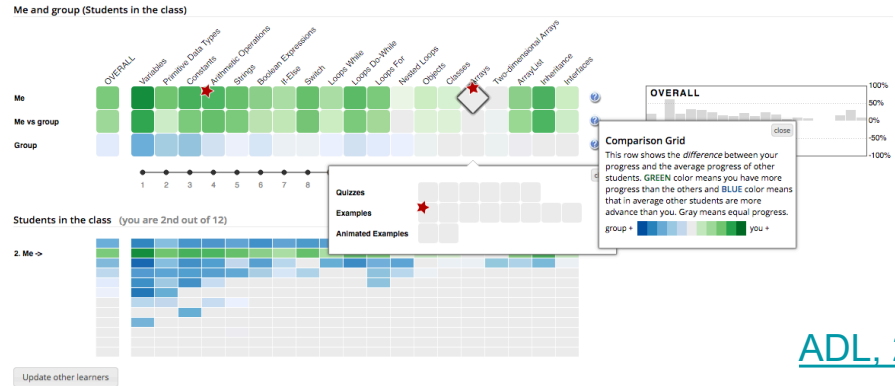 Me and group (Students in the class)
OVERALL
Variables
Primitive Data Types
Constants
Arithmetic Operations
Strings
Boolean Expressions
If-Else
Switch
Loops While
Loops Do-While
Loops For
Nested Loops
Objects
Classes
Arrays
Two-dimensional Arrays
ArrayList
Inheritance
Interfaces
Me
Me vs group
Group
?
?
?
OVERALL
100%
50%
0%
-50%
-100%
1 2 3 4 5 6 7 8
close
Comparison Grid
This row shows the difference between your
progress and the average progress of other
students. GREEN color means you have more
progress than the others and BLUE color means
that in average other students are more
advance than you. Gray means equal progress.
group + you +
Quizzes
Examples
Animated Examples
Students in the class (you are 2nd out of 12)
2. Me ->
Update other learners
ADL,